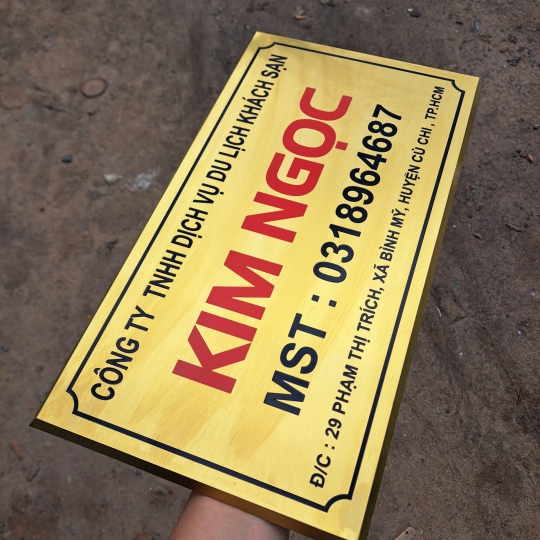 CÔNG TY TNHH DỊCH VỤ DU LỊCH KHÁCH SẠN
KIM NGỌC
MST : 0318964687
Đ/C : 29 PHẠM THỊ TRÍCH, XÃ BÌNH MỸ, HUYỆN CỦ CHI , TP.HCM